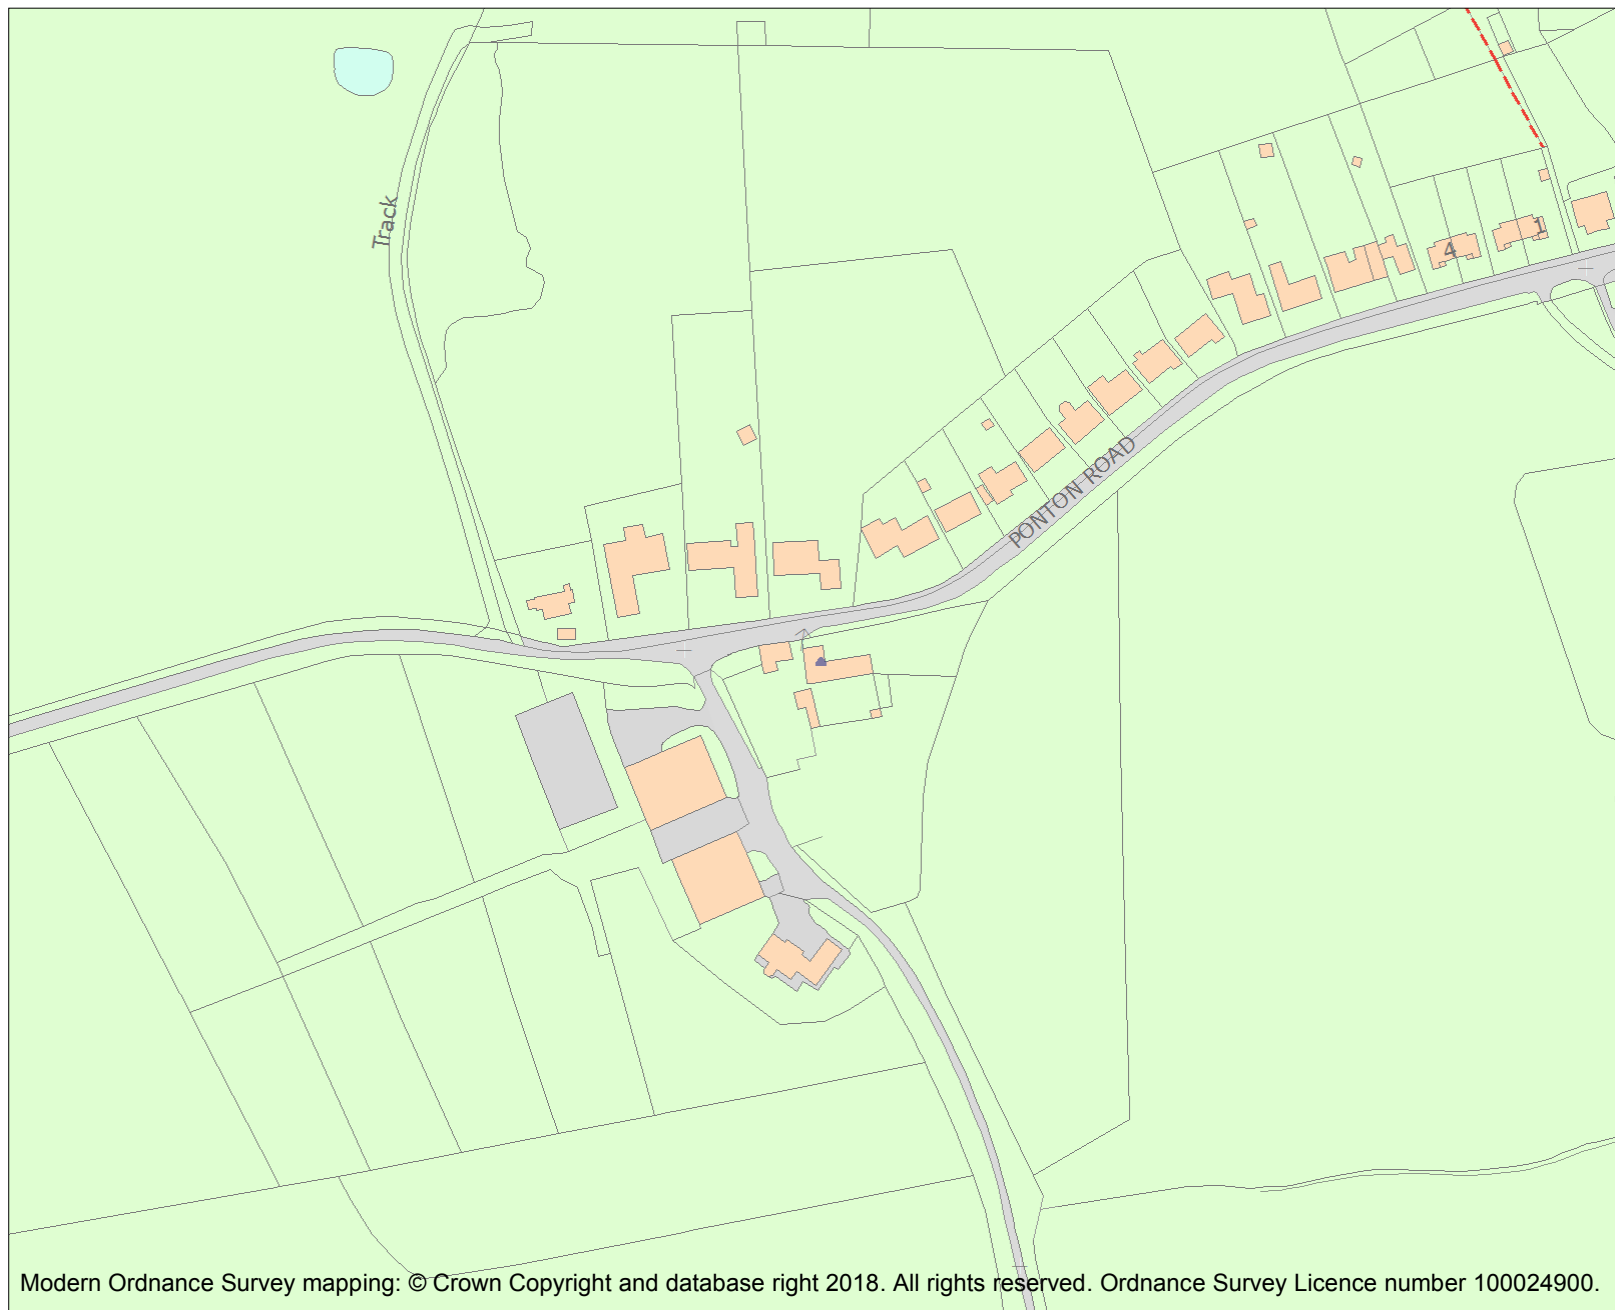 Track
4
1
PONTON ROAD
Modern Ordnance Survey mapping: © Crown Copyright and database right 2018. All rights reserved. Ordnance Survey Licence number 100024900.